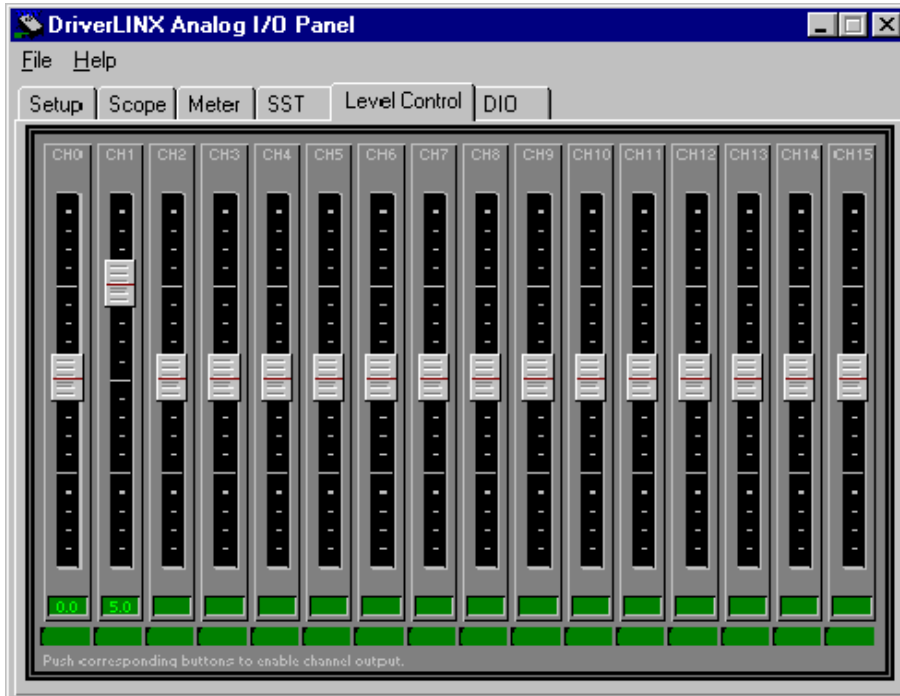 DriverLINX Analog I/O Panel
File Help
Setup Scope Meter SST Level Control DIO
CH0 CH1 CH2 CH3 CH4 CH5 CH6 CH7 CH8 CH9 CH10 CH11 CH12 CH13 CH14 CH15
0.0 5.0
Push corresponding buttons to enable channel output.